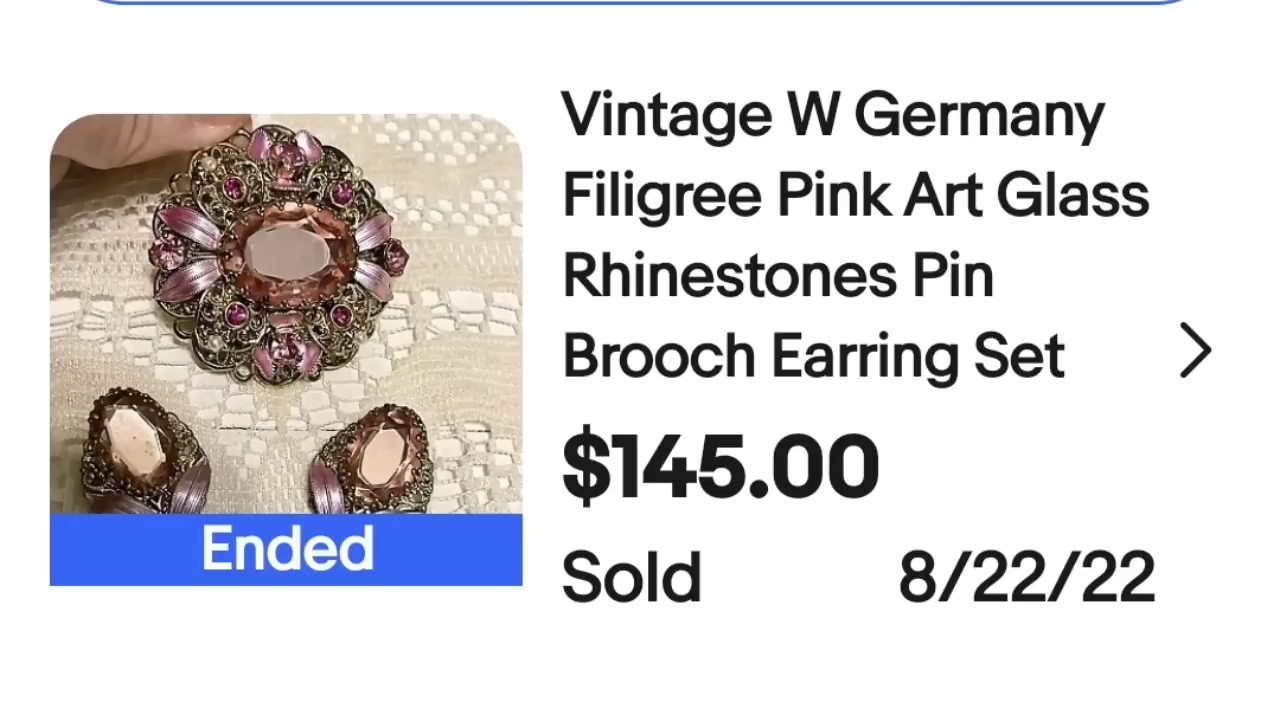 Vintage W Germany
Filigree Pink Art Glass
Rhinestones Pin
Brooch Earring Set
$145.00
Ended
Sold 8/22/22